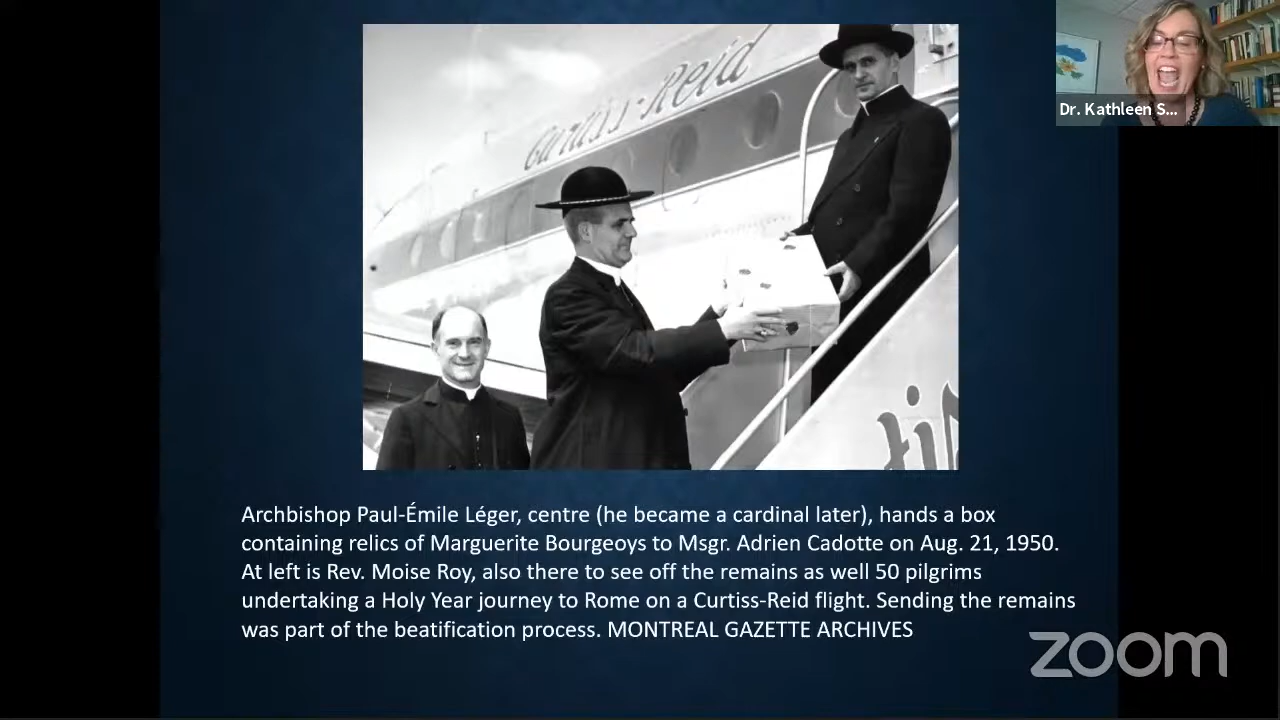 Curtiss-Reid
Dr. Kathleen S...
Archbishop Paul-Émile Léger, centre (he became a cardinal later), hands a box
containing relics of Marguerite Bourgeoys to Msgr. Adrien Cadotte on Aug. 21, 1950.
At left is Rev. Moise Roy, also there to see off the remains as well 50 pilgrims
undertaking a Holy Year journey to Rome on a Curtiss-Reid flight. Sending the remains
was part of the beatification process. MONTREAL GAZETTE ARCHIVES
zoom